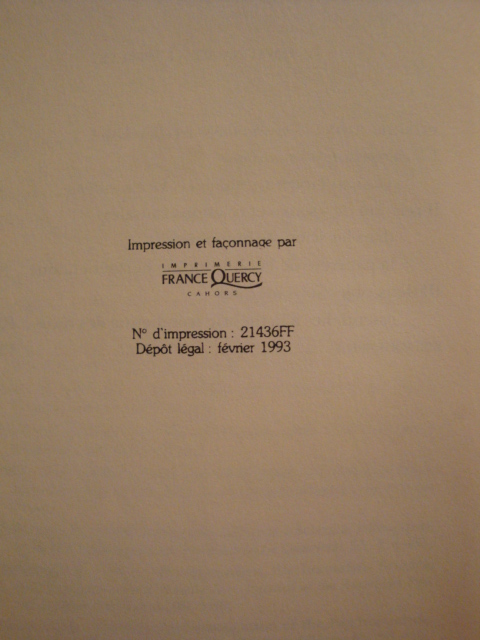 Impression et façonnage par
IMPRIMERIE
FRANCE QUERCY
CAHORS
N° d'impression : 21436FF
Dépôt légal : février 1993